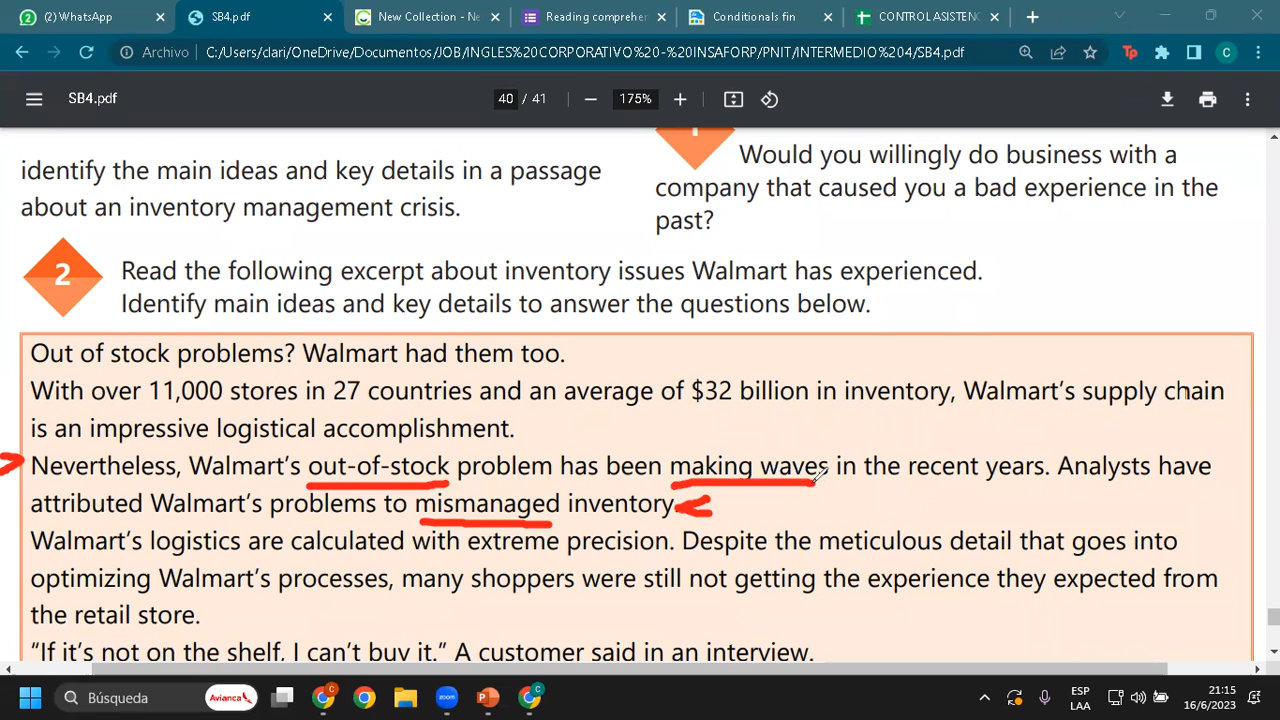 (2) WhatsApp
SB4.pdf
New Collection - Ne
Reading comprehen
Conditionals fin
CONTROL ASISTENC
Archivo
C:/Users/clari/OneDrive/Documentos/JOB/INGLES%20CORPORATIVO%20-%20INSAFORP/PNIT/INTERMEDIO%204/SB4.pdf
SB4.pdf
40 / 41
175%
identify the main ideas and key details in a passage
about an inventory management crisis.
1
Would you willingly do business with a
company that caused you a bad experience in the
past?
2
Read the following excerpt about inventory issues Walmart has experienced.
Identify main ideas and key details to answer the questions below.
Out of stock problems? Walmart had them too.
With over 11,000 stores in 27 countries and an average of $32 billion in inventory, Walmart's supply chain
is an impressive logistical accomplishment.
Nevertheless, Walmart's out-of-stock problem has been making waves in the recent years. Analysts have
attributed Walmart's problems to mismanaged inventory
Walmart's logistics are calculated with extreme precision. Despite the meticulous detail that goes into
optimizing Walmart's processes, many shoppers were still not getting the experience they expected from
the retail store.
“If it's not on the shelf, I can't buy it.” A customer said in an interview.
Búsqueda
Avianca
ESP
LAA
21:15
16/6/2023